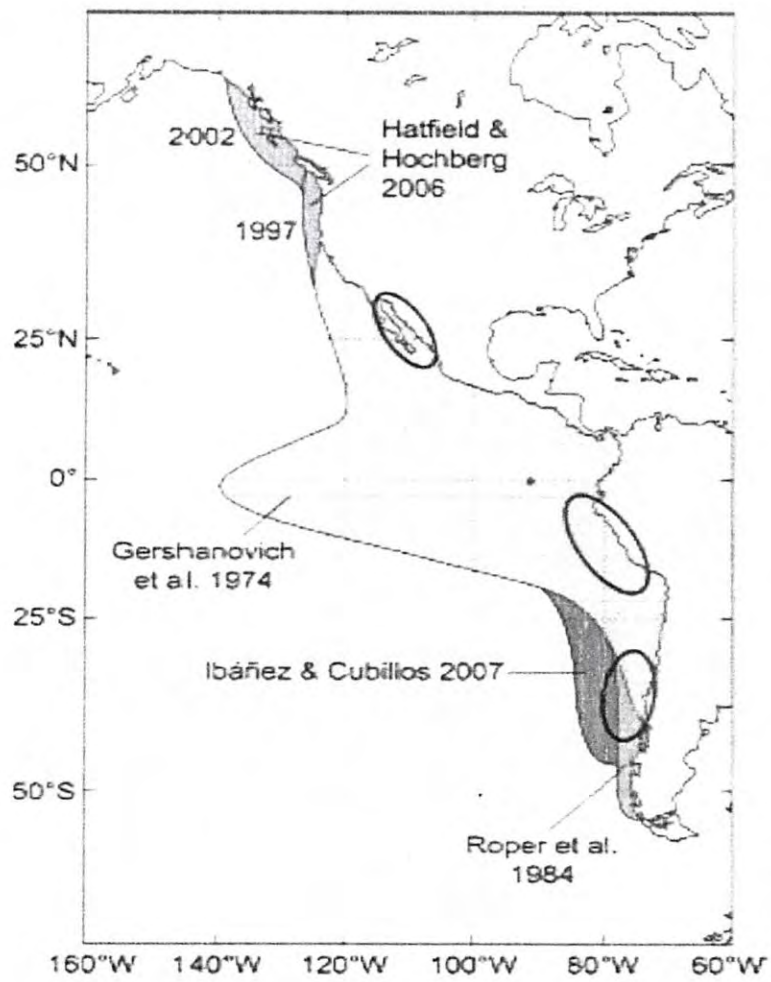 2002
Hatfield &
Hochberg
2006
50°N
1997
25°N
0°
Gershanovich
et al. 1974
25°S
Ibáñez & Cubillios 2007
50°S
Roper et al.
1984
160°W 140°W 120°W 100°W 80°W 60°W